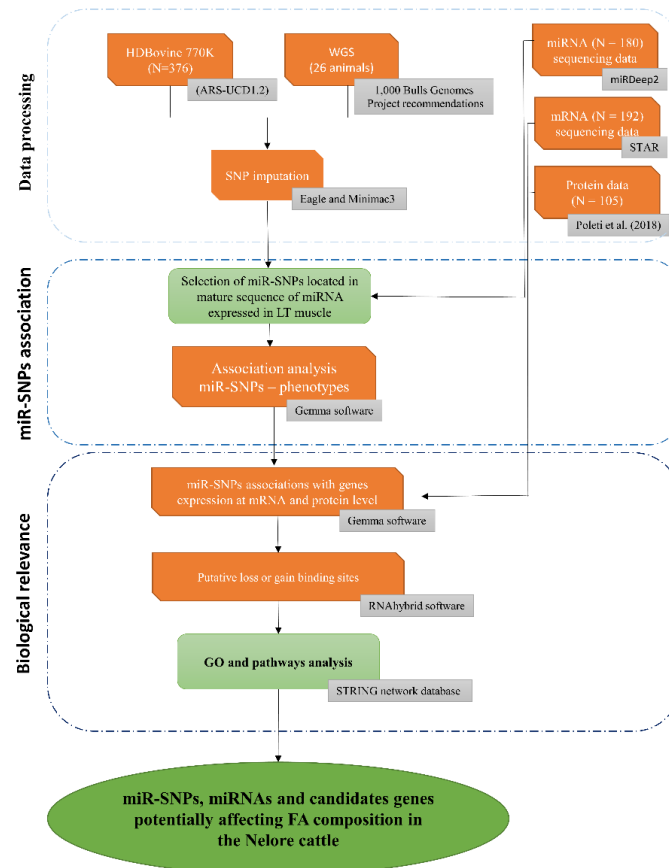 Data processing
HDBovine 770K
(N=376)
(ARS-UCD1.2)
WGS
(26 animals)
1,000 Bulls Genomes
Project recommendations
miRNA (N – 180)
sequencing data
miRDeep2
mRNA (N = 192)
sequencing data
STAR
Protein data
(N – 105)
Poleti et al. (2018)
SNP imputation
Eagle and Minimac3
miR-SNPs association
Selection of miR-SNPs located in
mature sequence of miRNA
expressed in LT muscle
Association analysis
miR-SNPs – phenotypes
Gemma software
Biological relevance
miR-SNPs associations with genes
expression at mRNA and protein level
Gemma software
Putative loss or gain binding sites
RNAhybrid software
GO and pathways analysis
STRING network database
miR-SNPs, miRNAs and candidates genes
potentially affecting FA composition in
the Nelore cattle